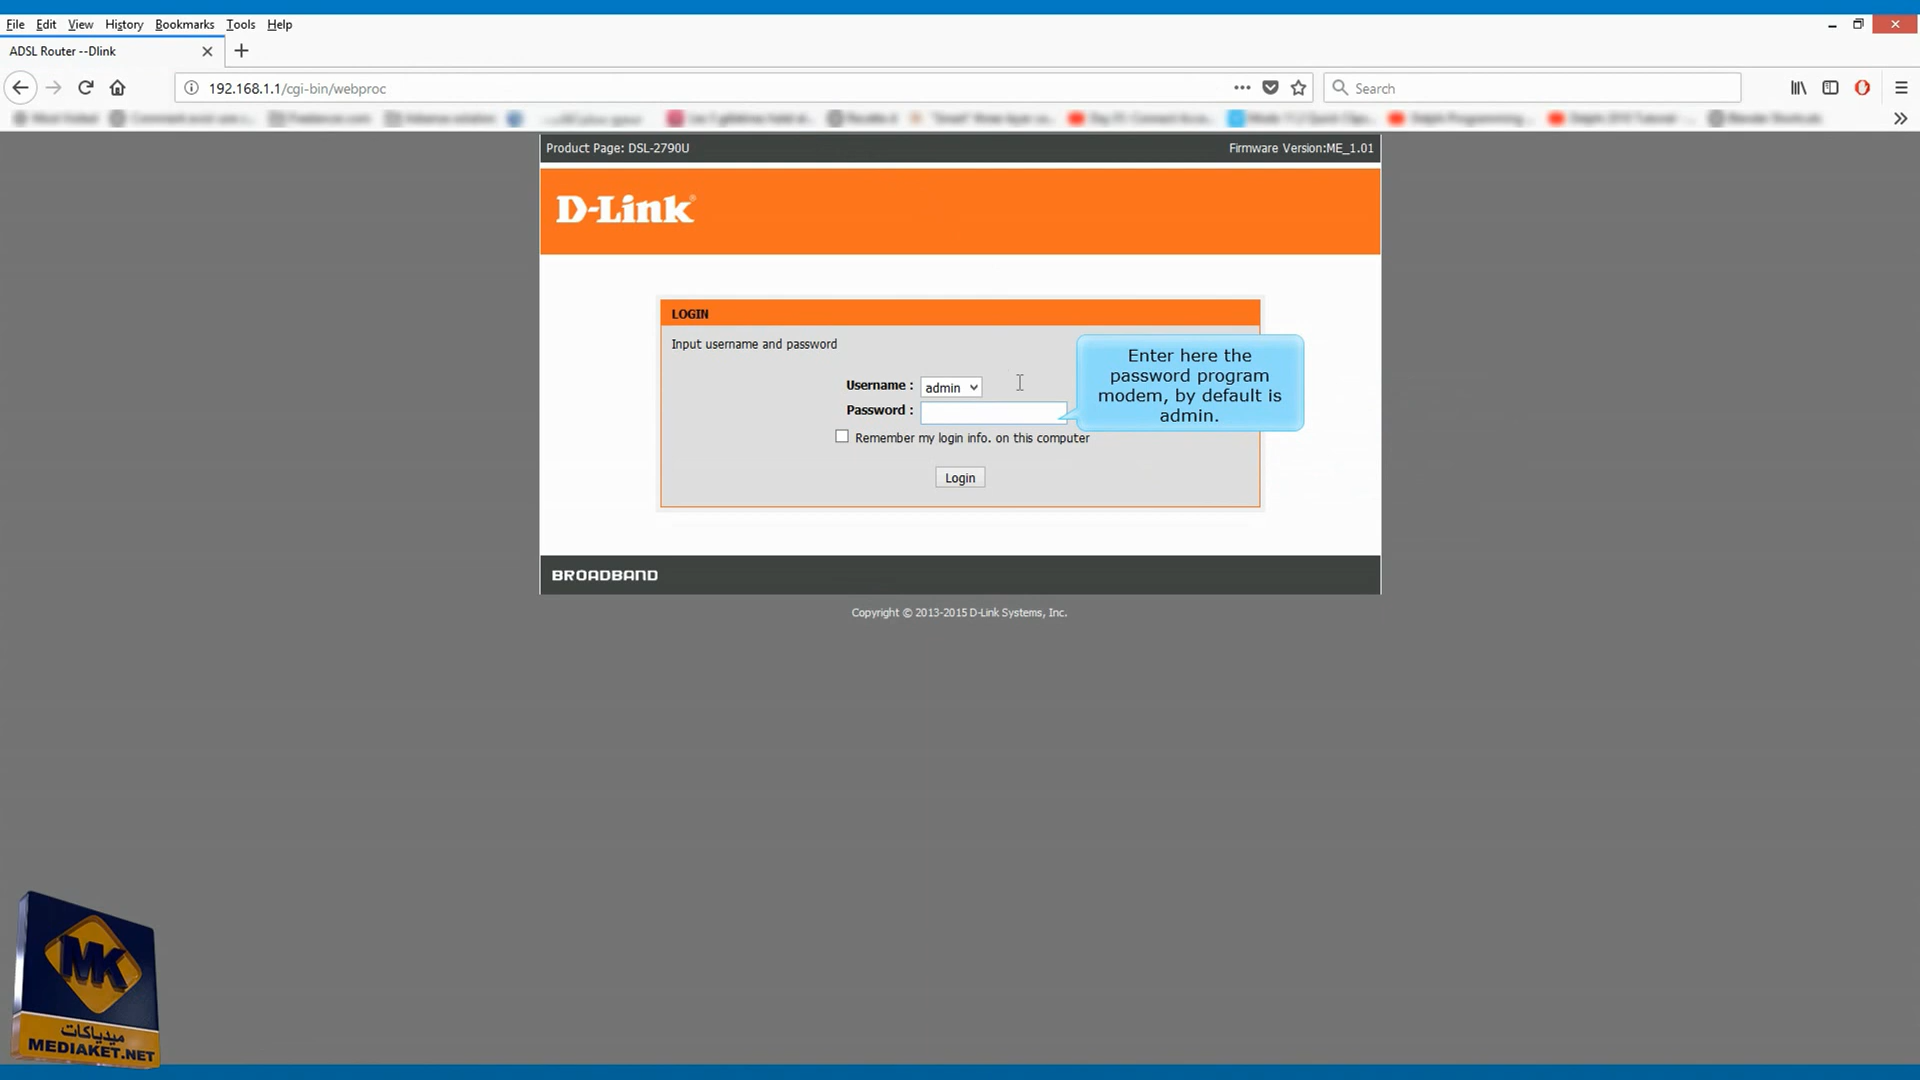 File Edit View History Bookmarks Tools Help
ADSL Router --Dlink
192.168.1.1/cgi-bin/webproc
Search
Product Page: DSL-2790U
Firmware Version:ME_1.01
D-Link
LOGIN
Input username and password
Username : admin
Password :
Enter here the
password program
modem, by default is
admin.
Remember my login info. on this computer
Login
BROADBAND
Copyright © 2013-2015 D-Link Systems, Inc.
MK
ميدياكات
MEDIAKET.NET